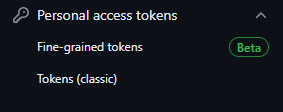 Personal access tokens
Fine-grained tokens Beta
Tokens (classic)